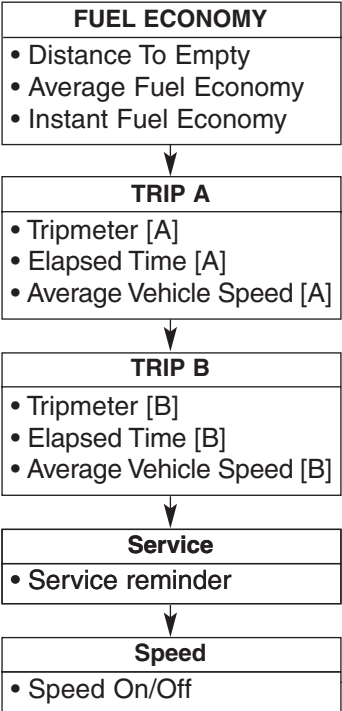 FUEL ECONOMY
• Distance To Empty
• Average Fuel Economy
• Instant Fuel Economy
TRIP A
• Tripmeter [A]
• Elapsed Time [A]
• Average Vehicle Speed [A]
TRIP B
• Tripmeter [B]
• Elapsed Time [B]
• Average Vehicle Speed [B]
Service
• Service reminder
Speed
• Speed On/Off